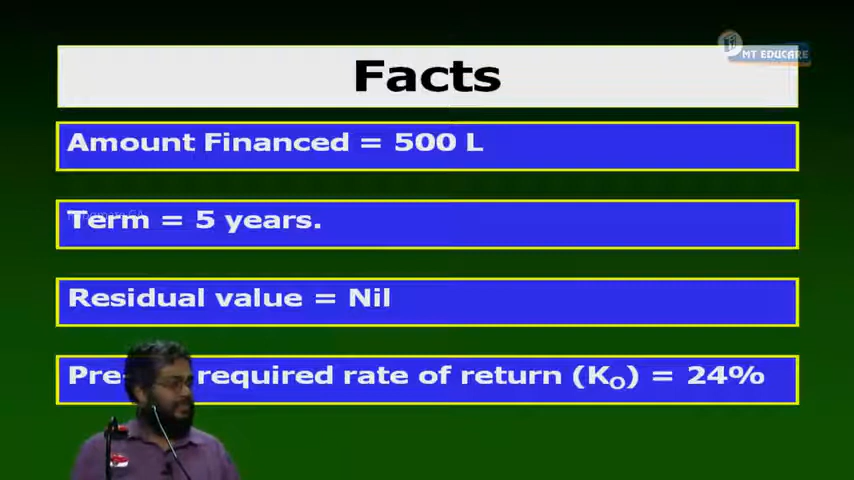 MT EDUCARE
Facts
Amount Financed = 500 L
Term = 5 years.
Residual value = Nil
Pre- required rate of return (KO) = 24%